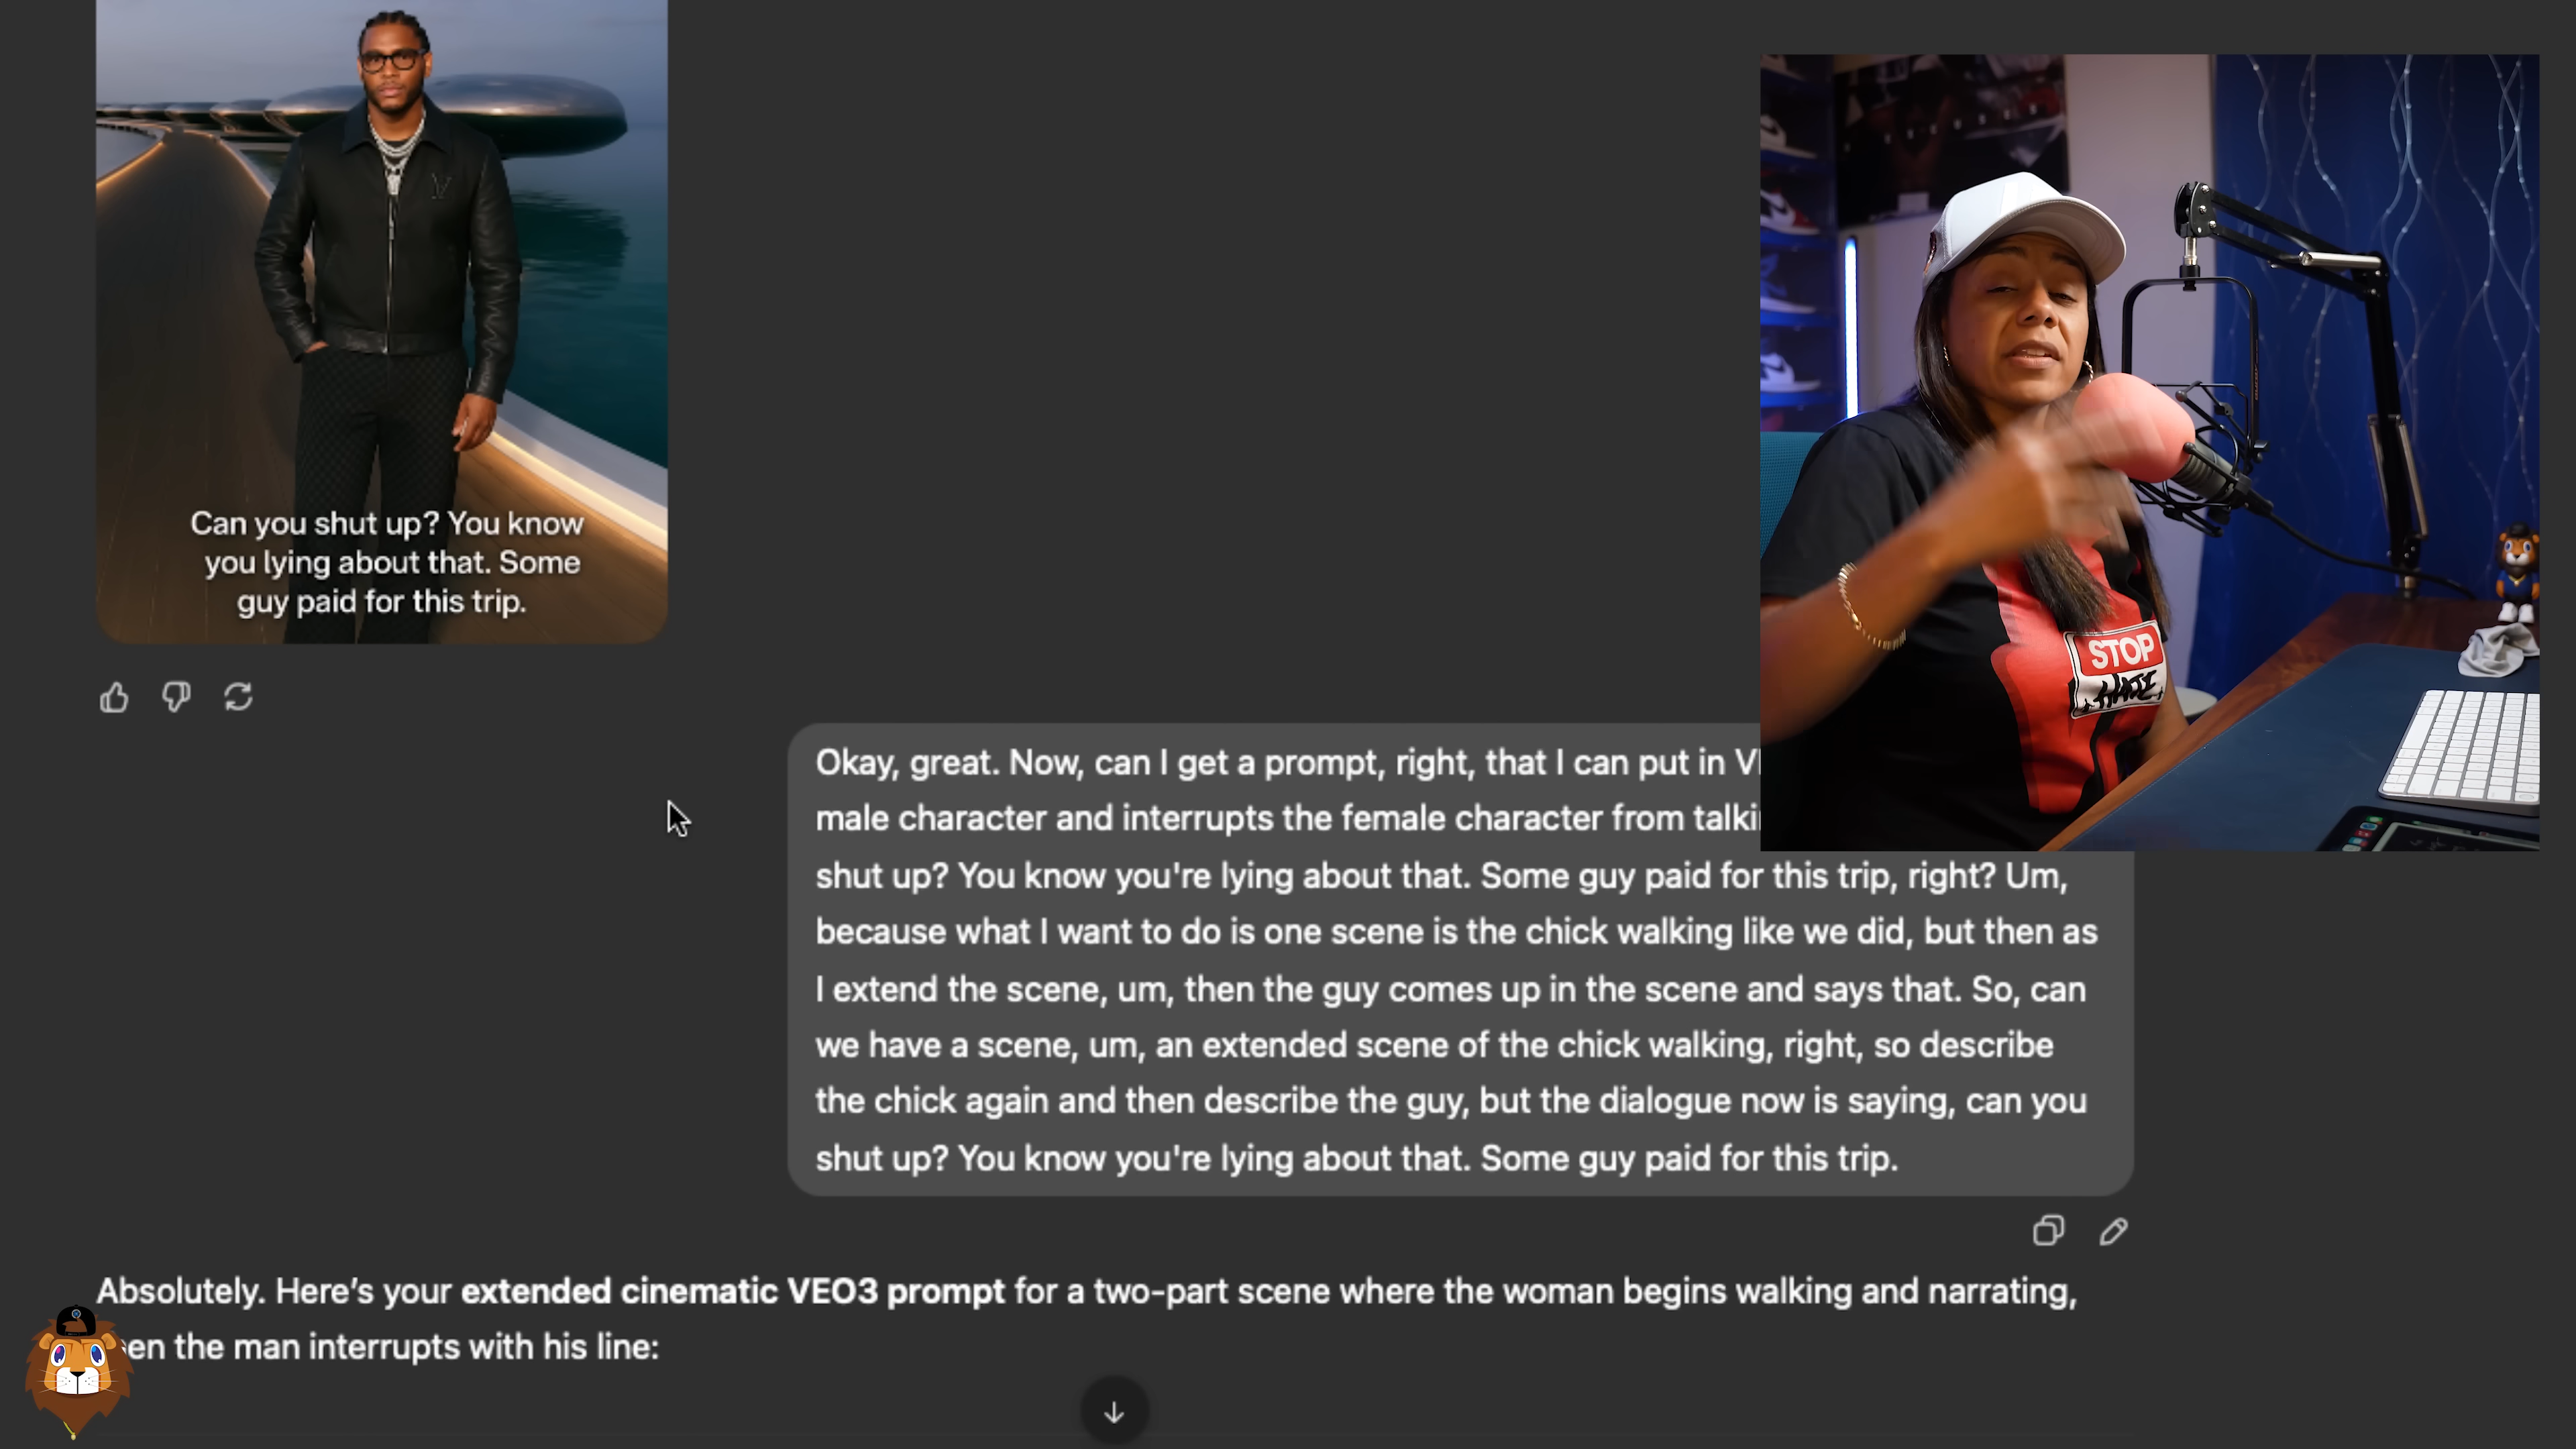 Can you shut up? You know
you lying about that. Some
guy paid for this trip.
STOP
HATE
Okay, great. Now, can I get a prompt, right, that I can put in
male character and interrupts the female character from
shut up? You know you're lying about that. Some guy paid for this trip, right? Um,
because what I want to do is one scene is the chick walking like we did, but then as
I extend the scene, um, then the guy comes up in the scene and says that. So, can
we have a scene, um, an extended scene of the chick walking, right, so describe
the chick again and then describe the guy, but the dialogue now is saying, can you
shut up? You know you're lying about that. Some guy paid for this trip.
Absolutely. Here's your extended cinematic VEO3 prompt for a two-part scene where the woman begins walking and narrating,
the man interrupts with his line: